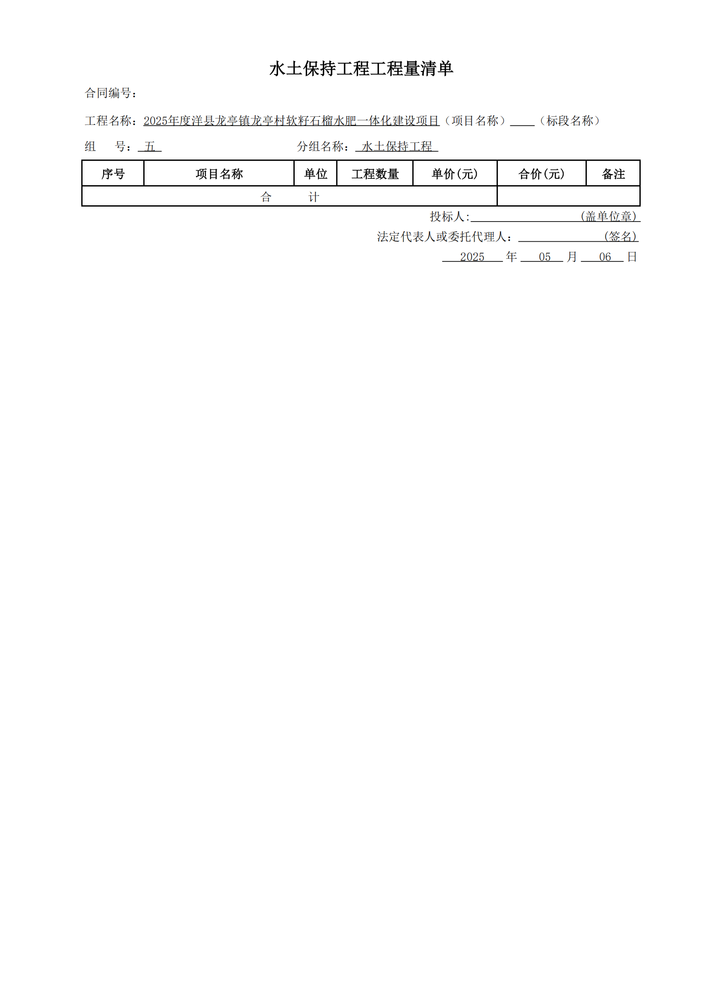 水土保持工程工程量清单
合同编号：
工程名称：2025年度洋县龙亭镇龙亭村软籽石榴水肥一体化建设项目（项目名称）____（标段名称）
组 号： 五 分组名称： 水土保持工程
序号 项目名称 单位 工程数量 单价(元) 合价(元) 备注
合 计
投标人: (盖单位章)
法定代表人或委托代理人： (签名)
2025 年 05 月 06 日